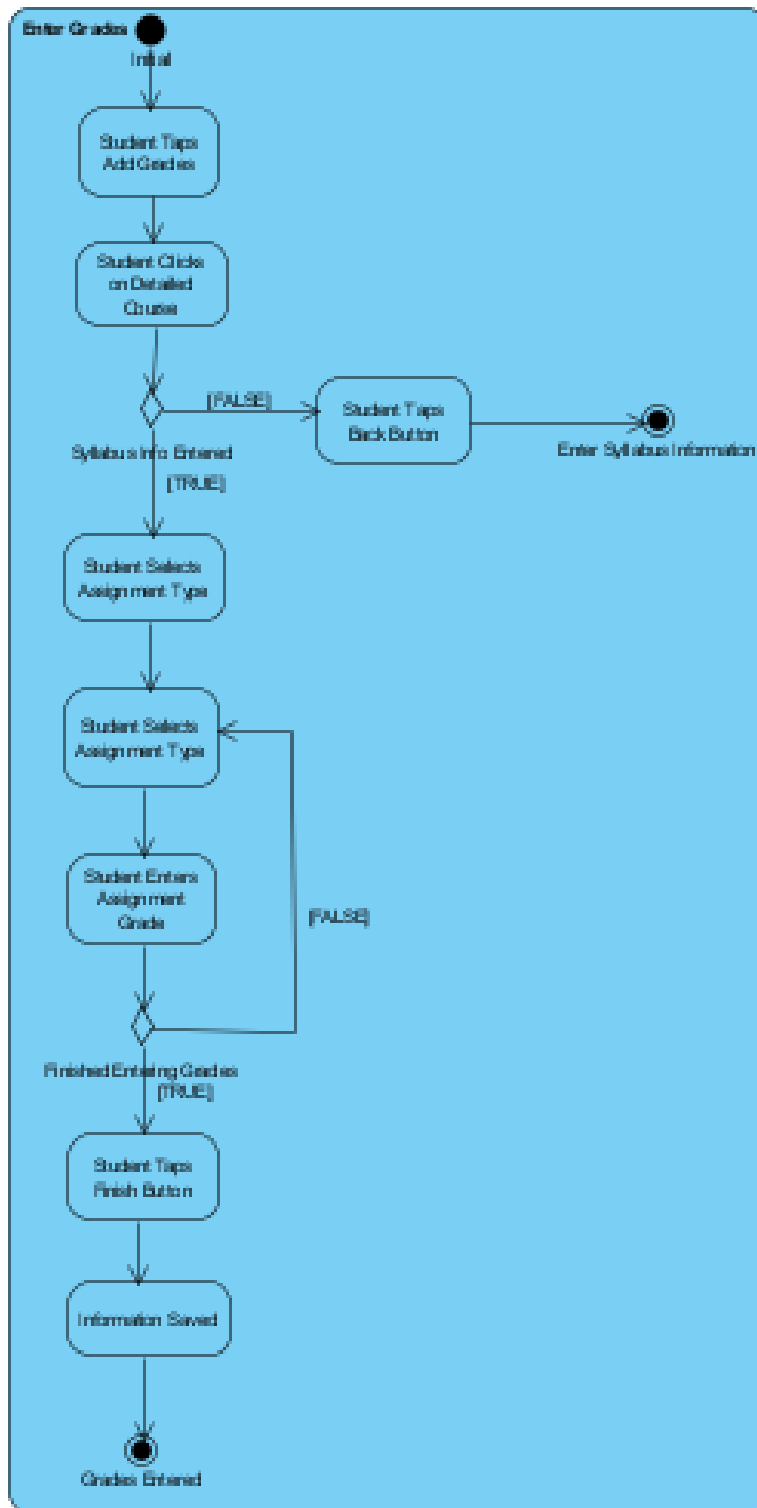 Enter Grades
Initial
Student Taps
Add Grades
Student Clicks
on Detailed
Course
[FALSE]
Student Taps
Back Button
Syllabus Info Entered
Enter Syllabus Information
[TRUE]
Student Selects
Assignment Type
Student Selects
Assignment Type
Student Enters
Assignment
Grade
[FALSE]
Finished Entering Grades
[TRUE]
Student Taps
Finish Button
Information Saved
Grades Entered